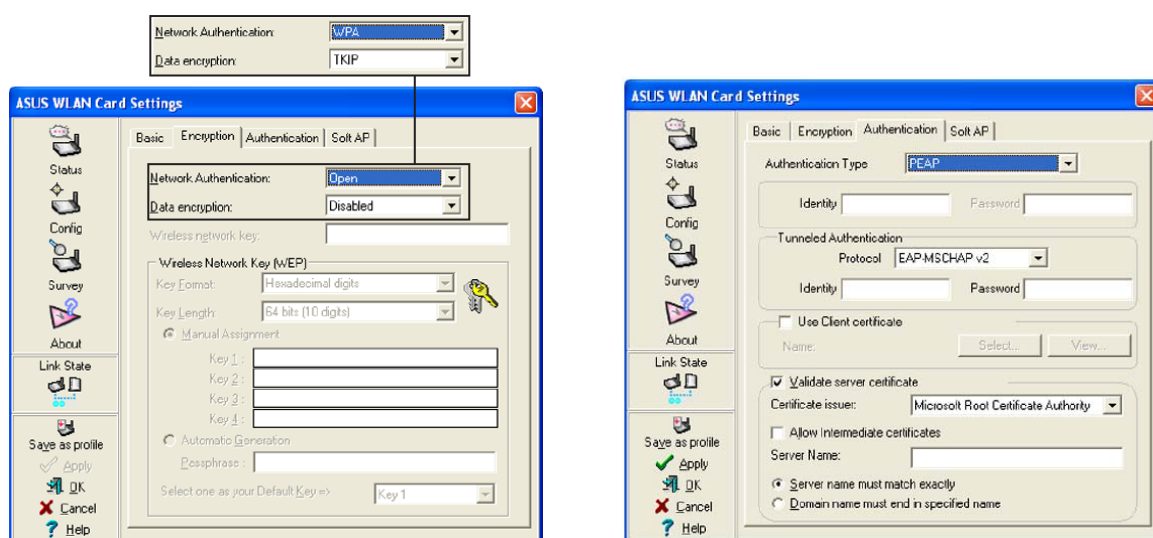 Network Authentication: WPA
Data encryption: TKIP
ASUS WLAN Card Settings
Status
Config
Survey
About
Link State
Save as profile
Apply
OK
Cancel
Help
Basic Encryption Authentication Soft AP
Network Authentication: Open
Data encryption: Disabled
Wireless network key:
Wireless Network Key (WEP)
Key Format: Hexadecimal digits
Key Length: 64 bits (10 digits)
Manual Assignment
Key 1 :
Key 2 :
Key 3 :
Key 4 :
Automatic Generation
Passphrase :
Select one as your Default Key => Key 1
ASUS WLAN Card Settings
Status
Config
Survey
About
Link State
Save as profile
Apply
OK
Cancel
Help
Basic Encryption Authentication Soft AP
Authentication Type PEAP
Identity Password
Tunneled Authentication
Protocol EAP-MSCHAP v2
Identity Password
Use Client certificate
Name: Select... View...
Validate server certificate
Certificate issuer: Microsoft Root Certificate Authority
Allow Intermediate certificates
Server Name:
Server name must match exactly
Domain name must end in specified name